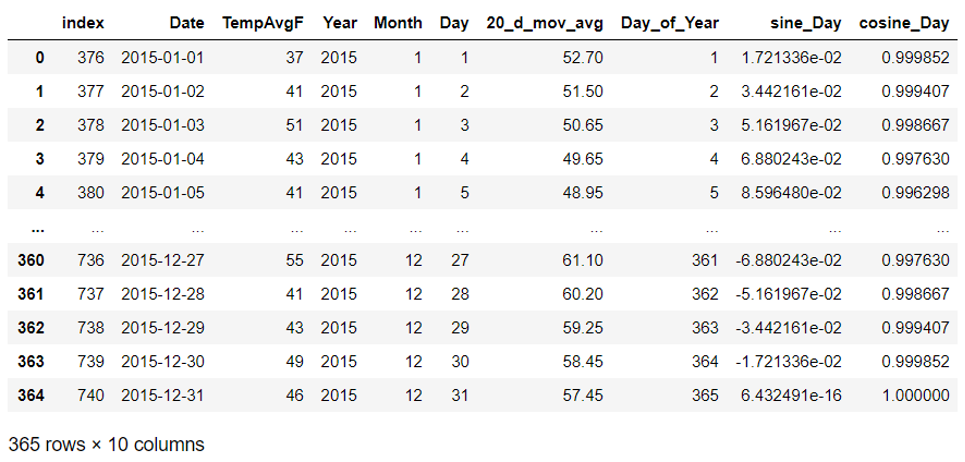 index Date TempAvgF Year Month Day 20_d_mov_avg Day_of_Year sine_Day cosine_Day
0 376 2015-01-01 37 2015 1 1 52.70 1 1.721336e-02 0.999852
1 377 2015-01-02 41 2015 1 2 51.50 2 3.442161e-02 0.999407
2 378 2015-01-03 51 2015 1 3 50.65 3 5.161967e-02 0.998667
3 379 2015-01-04 43 2015 1 4 49.65 4 6.880243e-02 0.997630
4 380 2015-01-05 41 2015 1 5 48.95 5 8.596480e-02 0.996298
... ... ... ... ... ... ... ... ... ... ...
360 736 2015-12-27 55 2015 12 27 61.10 361 -6.880243e-02 0.997630
361 737 2015-12-28 41 2015 12 28 60.20 362 -5.161967e-02 0.998667
362 738 2015-12-29 43 2015 12 29 59.25 363 -3.442161e-02 0.999407
363 739 2015-12-30 49 2015 12 30 58.45 364 -1.721336e-02 0.999852
364 740 2015-12-31 46 2015 12 31 57.45 365 6.432491e-16 1.000000
365 rows × 10 columns